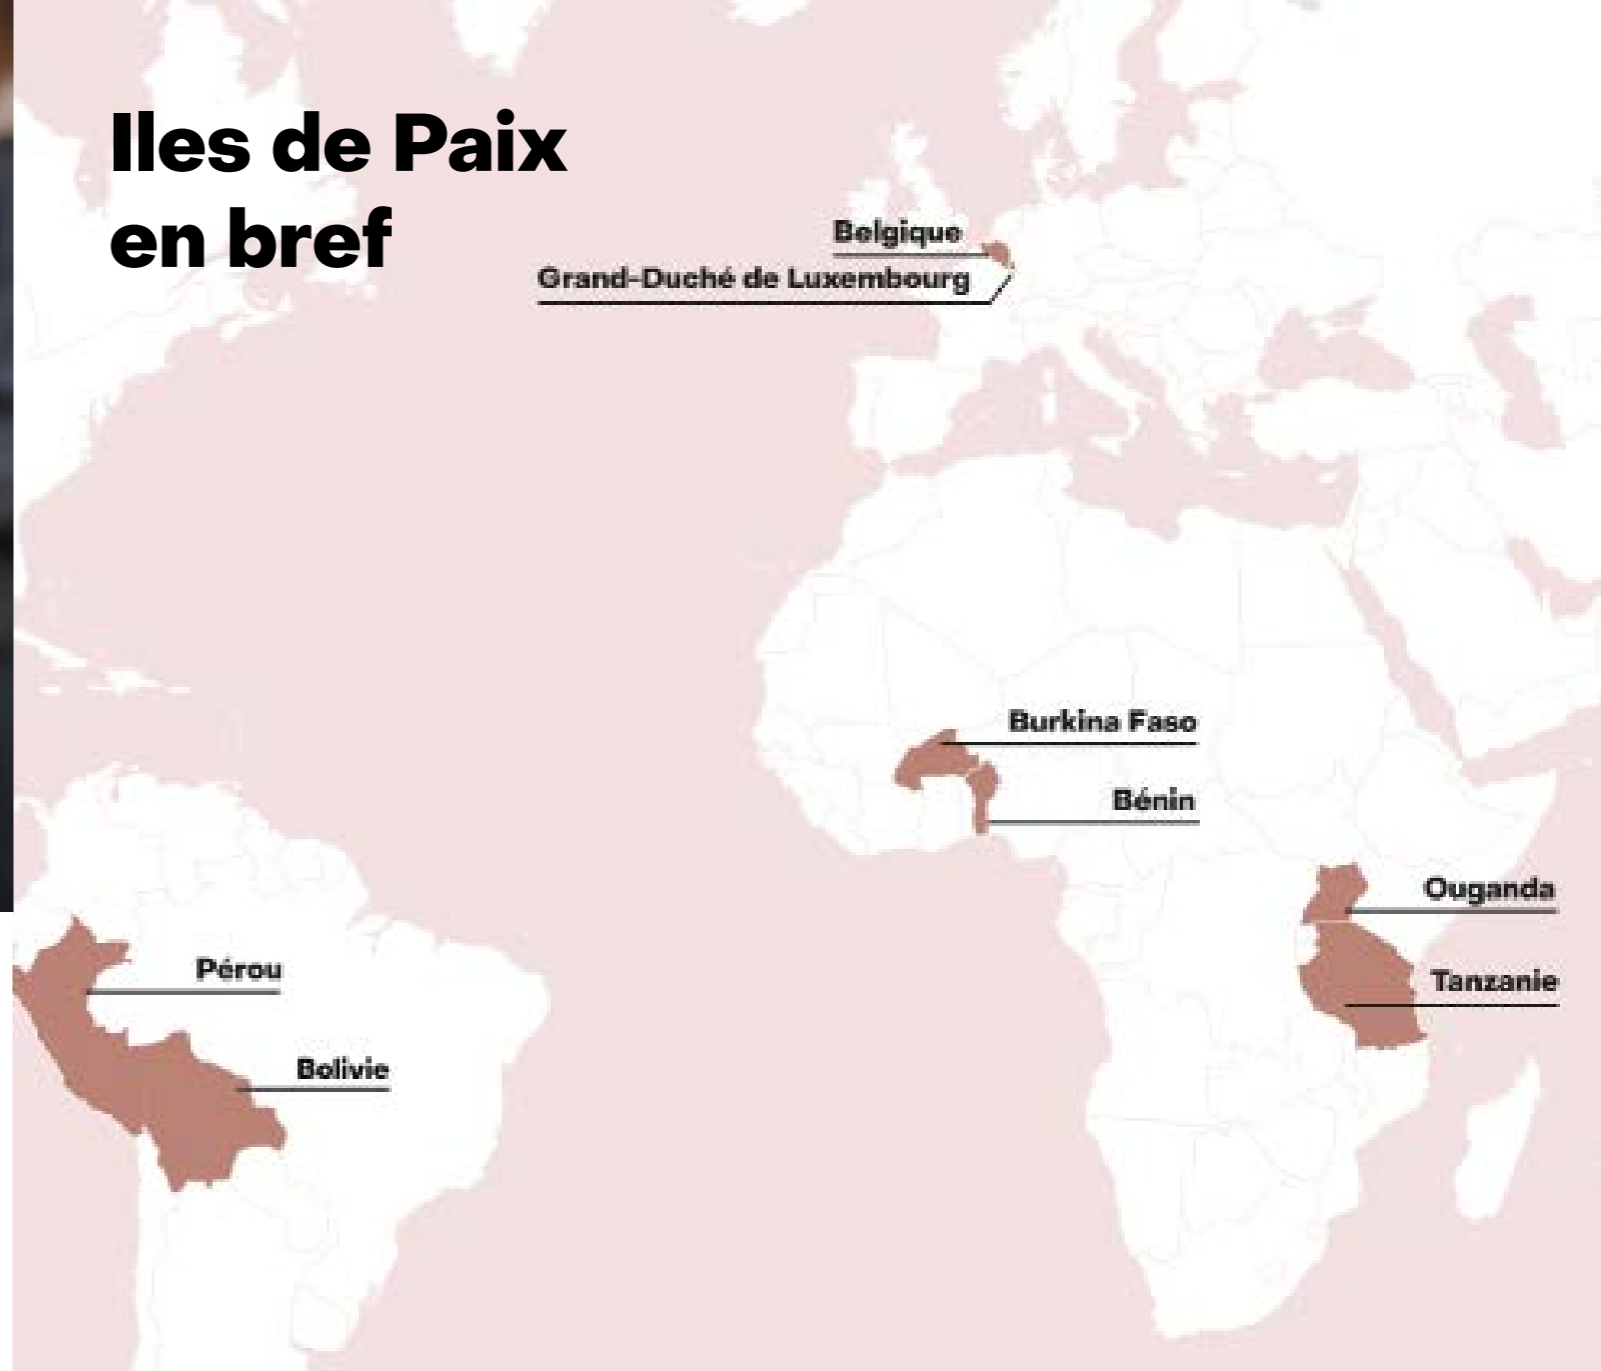 Iles de Paix
en bref
Belgique
Grand-Duché de Luxembourg
Burkina Faso
Bénin
Ouganda
Tanzanie
Pérou
Bolivie